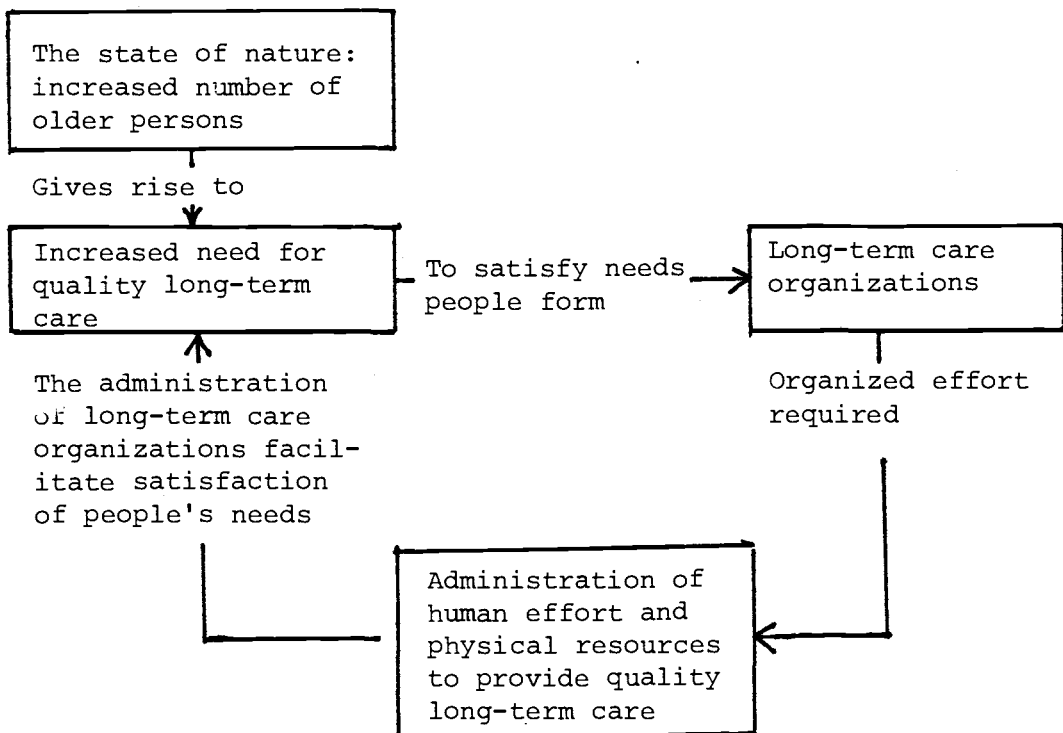 The state of nature:
increased number of
older persons
Gives rise to
Increased need for
quality long-term
care
To satisfy needs
people form
Long-term care
organizations
Organized effort
required
Administration of
human effort and
physical resources
to provide quality
long-term care
The administration
of long-term care
organizations facil-
itate satisfaction
of people's needs